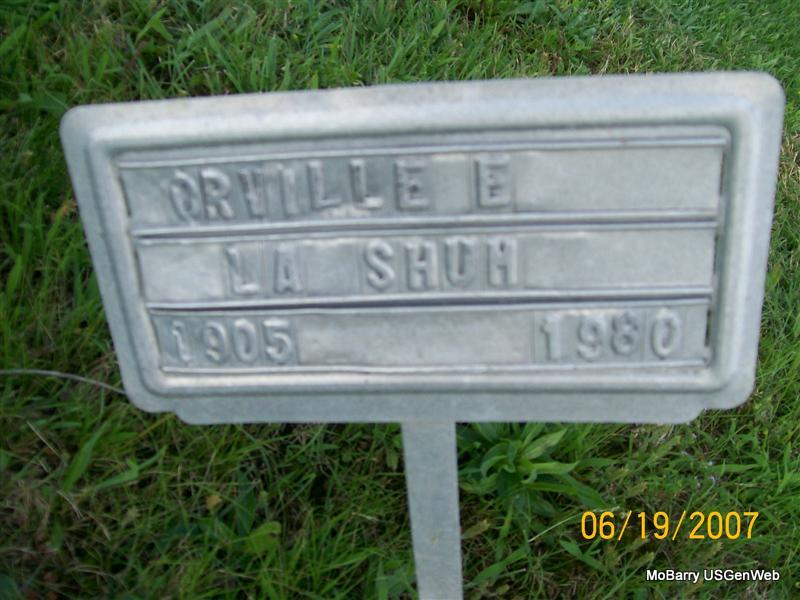 ORVILLE E
LA SHUH
1905 1980
06/19/2007
MoBarry USGenWeb